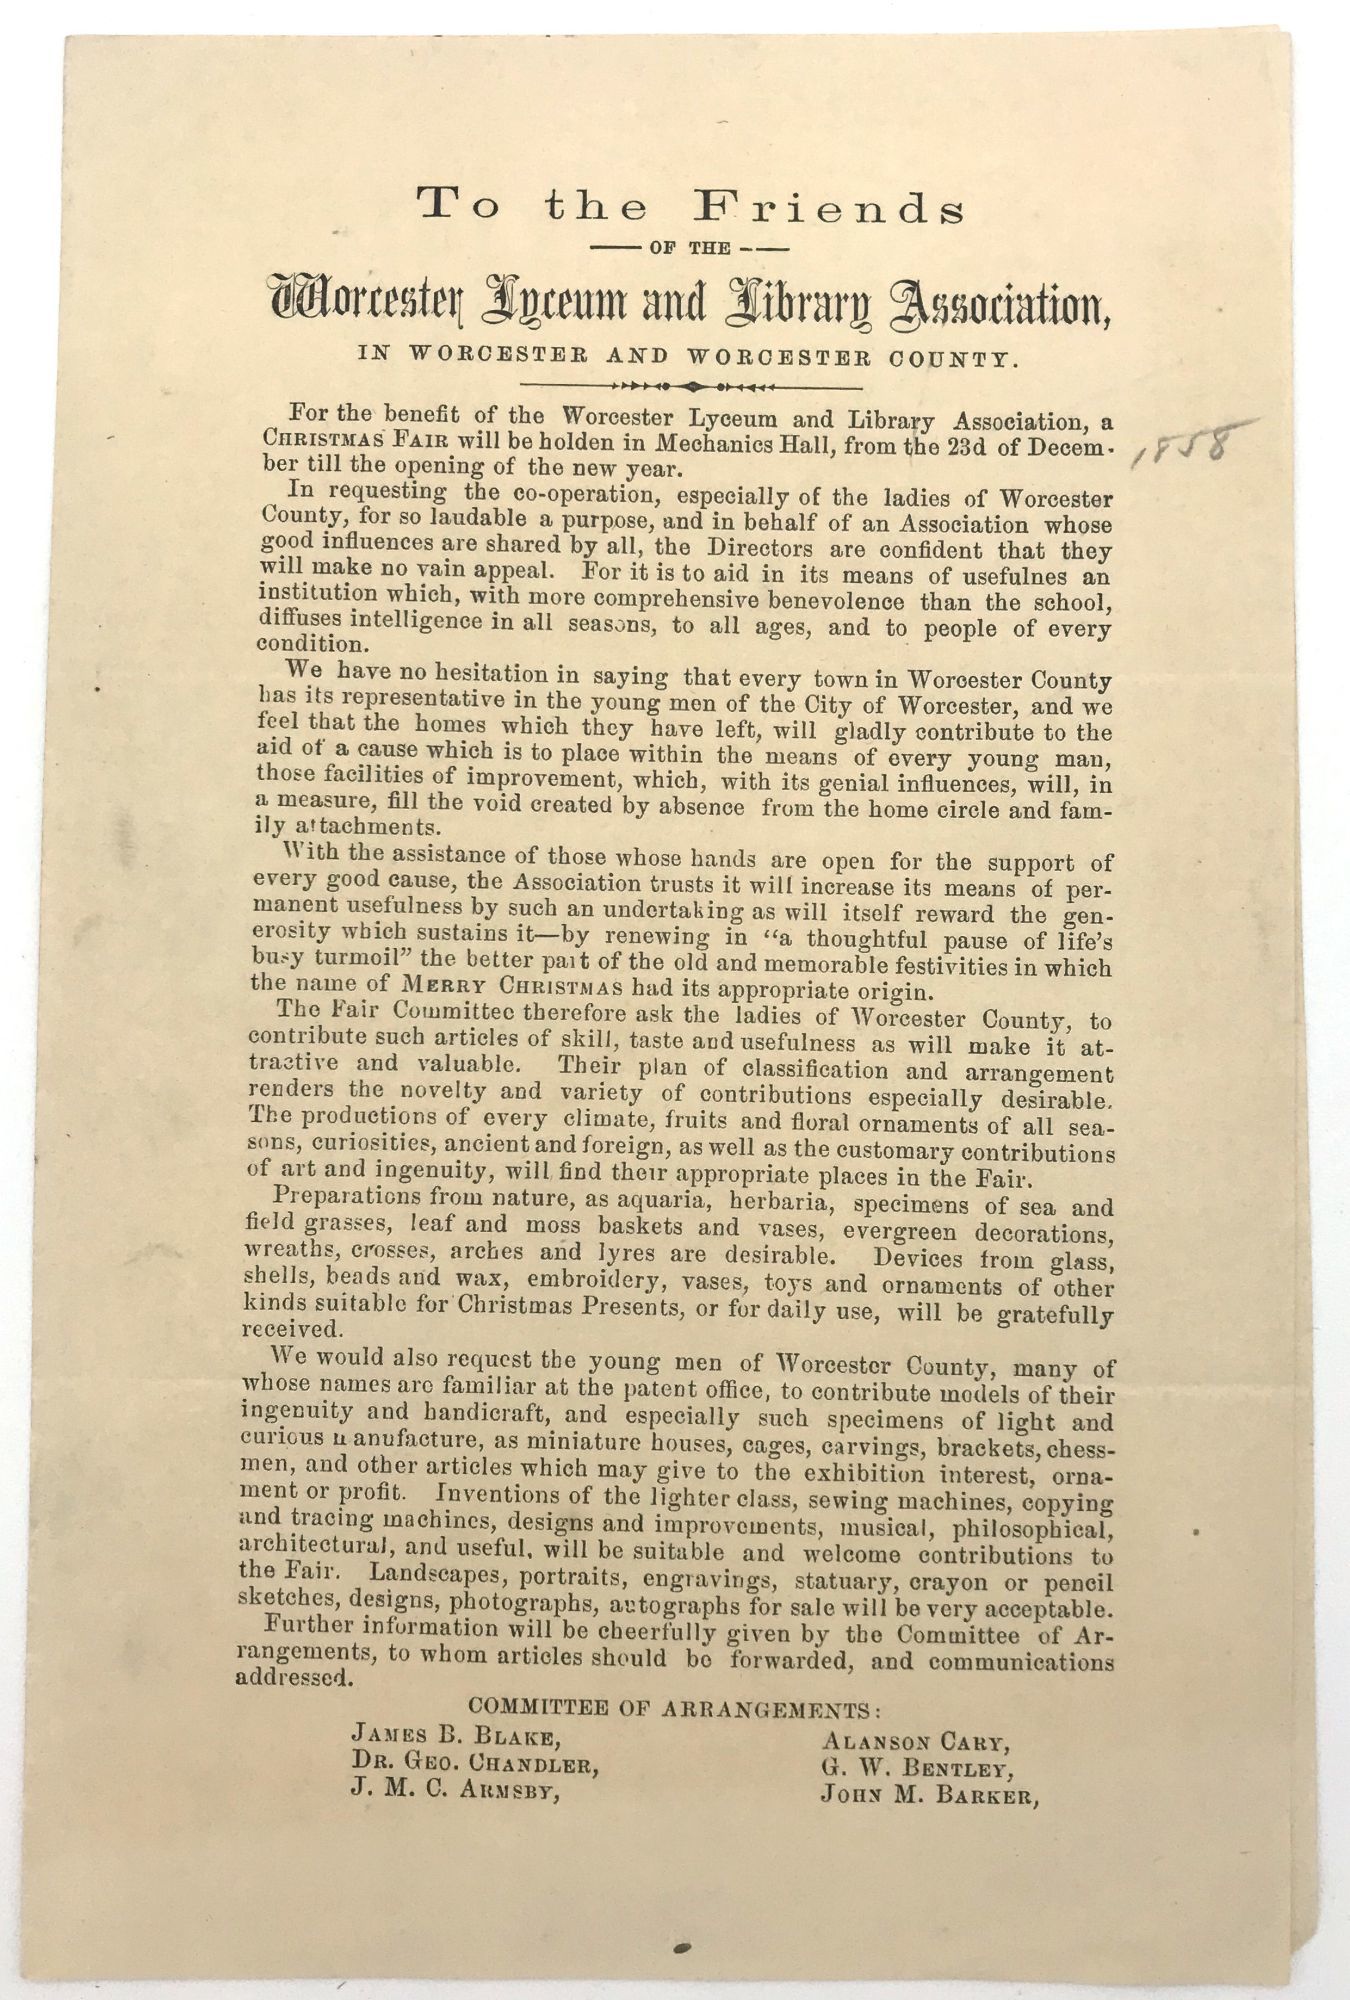 To the Friends
OF THE
Worcester Lyceum and Library Association,
IN WORCESTER AND WORCESTER COUNTY.
For the benefit of the Worcester Lyceum and Library Association, a
CHRISTMAS FAIR will be holden in Mechanics Hall, from the 23d of Decem-
1858
ber till the opening of the new year.
In requesting the co-operation, especially of the ladies of Worcester
County, for so laudable a purpose, and in behalf of an Association whose
good influences are shared by all, the Directors are confident that they
will make no vain appeal. For it is to aid in its means of usefulnes an
institution which, with more comprehensive benevolence than the school,
diffuses intelligence in all seasons, to all ages, and to people of every
condition.
We have no hesitation in saying that every town in Worcester County
has its representative in the young men of the City of Worcester, and we
feel that the homes which they have left, will gladly contribute to the
aid of a cause which is to place within the means of every young man,
those facilities of improvement, which, with its genial influences, will, in
a measure, fill the void created by absence from the home circle and fam-
ily attachments.
With the assistance of those whose hands are open for the support of
every good cause, the Association trusts it will increase its means of per-
manent usefulness by such an undertaking as will itself reward the gen-
erosity which sustains it—by renewing in "a thoughtful pause of life's
busy turmoil" the better part of the old and memorable festivities in which
the name of MERRY CHRISTMAS had its appropriate origin.
The Fair Committee therefore ask the ladies of Worcester County, to
contribute such articles of skill, taste and usefulness as will make it at-
tractive and valuable. Their plan of classification and arrangement
renders the novelty and variety of contributions especially desirable.
The productions of every climate, fruits and floral ornaments of all sea-
sons, curiosities, ancient and foreign, as well as the customary contributions
of art and ingenuity, will find their appropriate places in the Fair.
Preparations from nature, as aquaria, herbaria, specimens of sea and
field grasses, leaf and moss baskets and vases, evergreen decorations,
wreaths, crosses, arches and lyres are desirable. Devices from glass,
shells, beads and wax, embroidery, vases, toys and ornaments of other
kinds suitable for Christmas Presents, or for daily use, will be gratefully
received.
We would also request the young men of Worcester County, many of
whose names are familiar at the patent office, to contribute models of their
ingenuity and handicraft, and especially such specimens of light and
curious manufacture, as miniature houses, cages, carvings, brackets, chess-
men, and other articles which may give to the exhibition interest, orna-
ment or profit. Inventions of the lighter class, sewing machines, copying
and tracing machines, designs and improvements, musical, philosophical,
architectural, and useful, will be suitable and welcome contributions to
the Fair. Landscapes, portraits, engravings, statuary, crayon or pencil
sketches, designs, photographs, autographs for sale will be very acceptable.
Further information will be cheerfully given by the Committee of Ar-
rangements, to whom articles should be forwarded, and communications
addressed.
COMMITTEE OF ARRANGEMENTS:
JAMES B. BLAKE,
DR. GEO. CHANDLER,
J. M. C. ARMSBY,
ALANSON CARY,
G. W. BENTLEY,
JOHN M. BARKER,